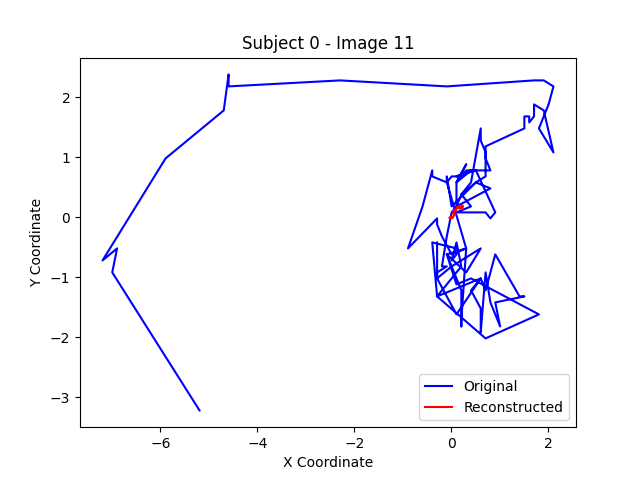 Subject 0 - Image 11
Y Coordinate
2
1
0
−1
−2
−3
−6
−4
−2
0
2
X Coordinate
Original
Reconstructed